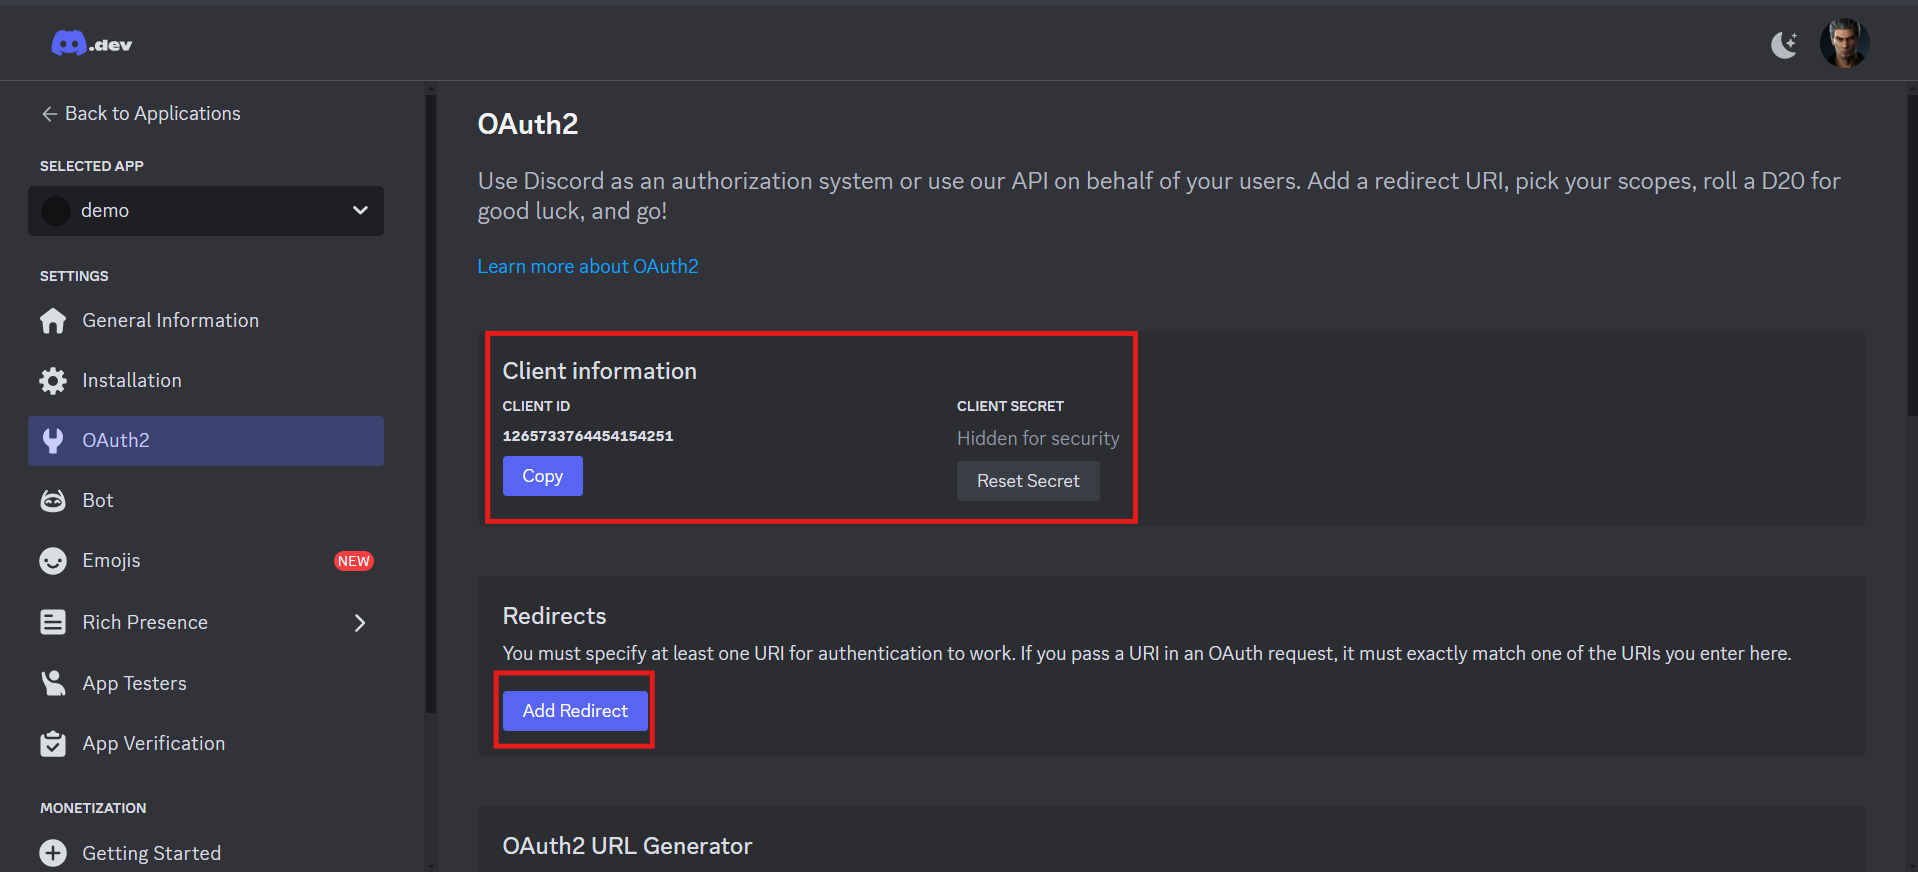 .dev
Back to Applications
SELECTED APP
demo
SETTINGS
General Information
Installation
OAuth2
Bot
Emojis
NEW
Rich Presence
App Testers
App Verification
MONETIZATION
Getting Started
OAuth2
Use Discord as an authorization system or use our API on behalf of your users. Add a redirect URI, pick your scopes, roll a D20 for
good luck, and go!
Learn more about OAuth2
Client information
CLIENT ID
1265733764454154251
Copy
CLIENT SECRET
Hidden for security
Reset Secret
Redirects
You must specify at least one URI for authentication to work. If you pass a URI in an OAuth request, it must exactly match one of the URIs you enter here.
Add Redirect
OAuth2 URL Generator